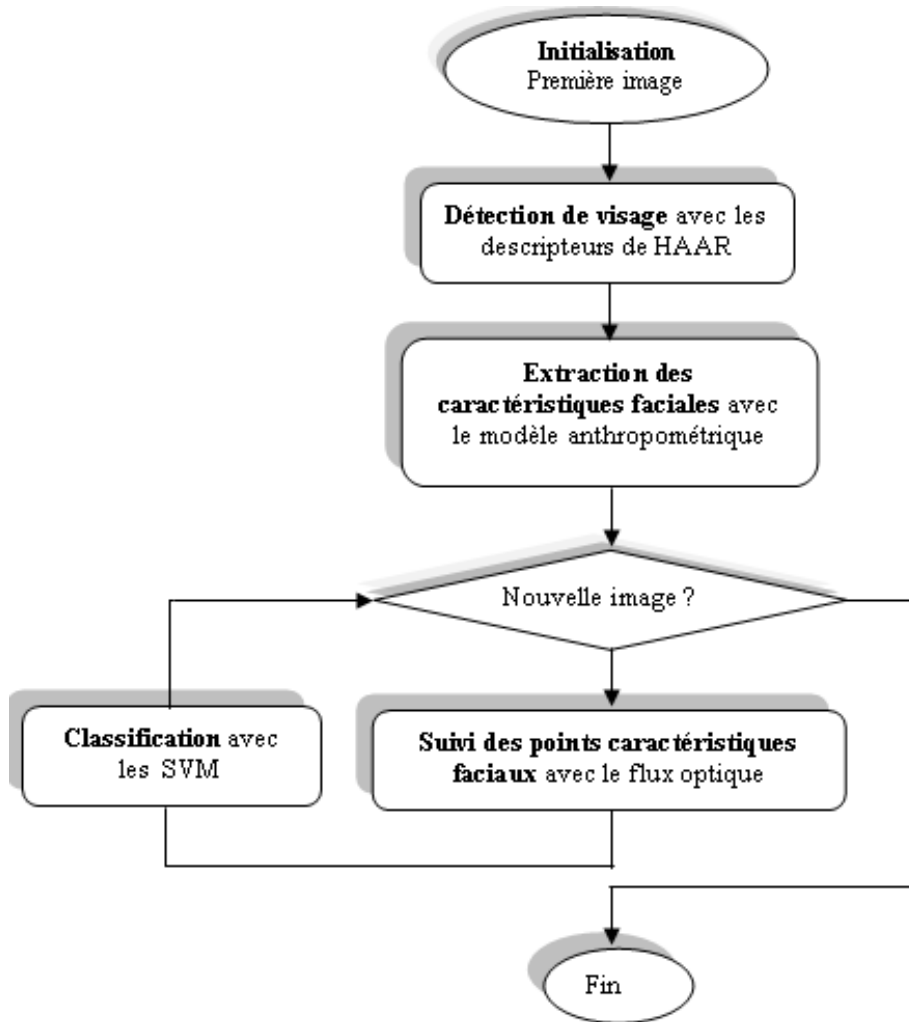 Initialisation
Première image
Détection de visage avec les
descripteurs de HAAR
Extraction des
caractéristiques faciales avec
le modèle anthropométrique
Nouvelle image ?
Classification avec
les SVM
Suivi des points caractéristiques
faciaux avec le flux optique
Fin